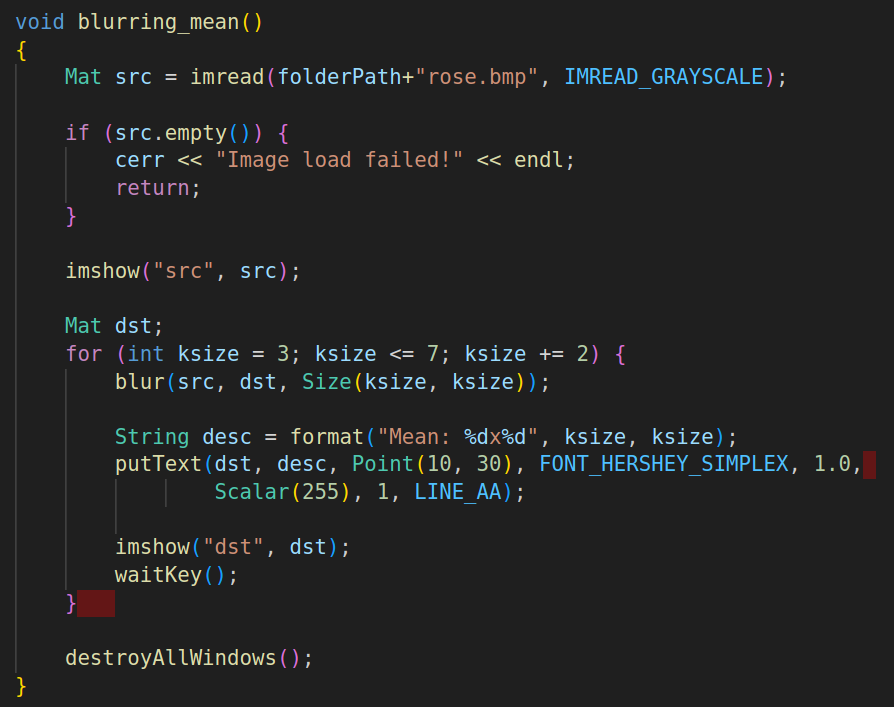 void blurring_mean()
{
    Mat src = imread(folderPath+"rose.bmp", IMREAD_GRAYSCALE);

    if (src.empty()) {
        cerr << "Image load failed!" << endl;
        return;
    }

    imshow("src", src);

    Mat dst;
    for (int ksize = 3; ksize <= 7; ksize += 2) {
        blur(src, dst, Size(ksize, ksize));

        String desc = format("Mean: %dx%d", ksize, ksize);
        putText(dst, desc, Point(10, 30), FONT_HERSHEY_SIMPLEX, 1.0,
                Scalar(255), 1, LINE_AA);

        imshow("dst", dst);
        waitKey();
    }

    destroyAllWindows();
}